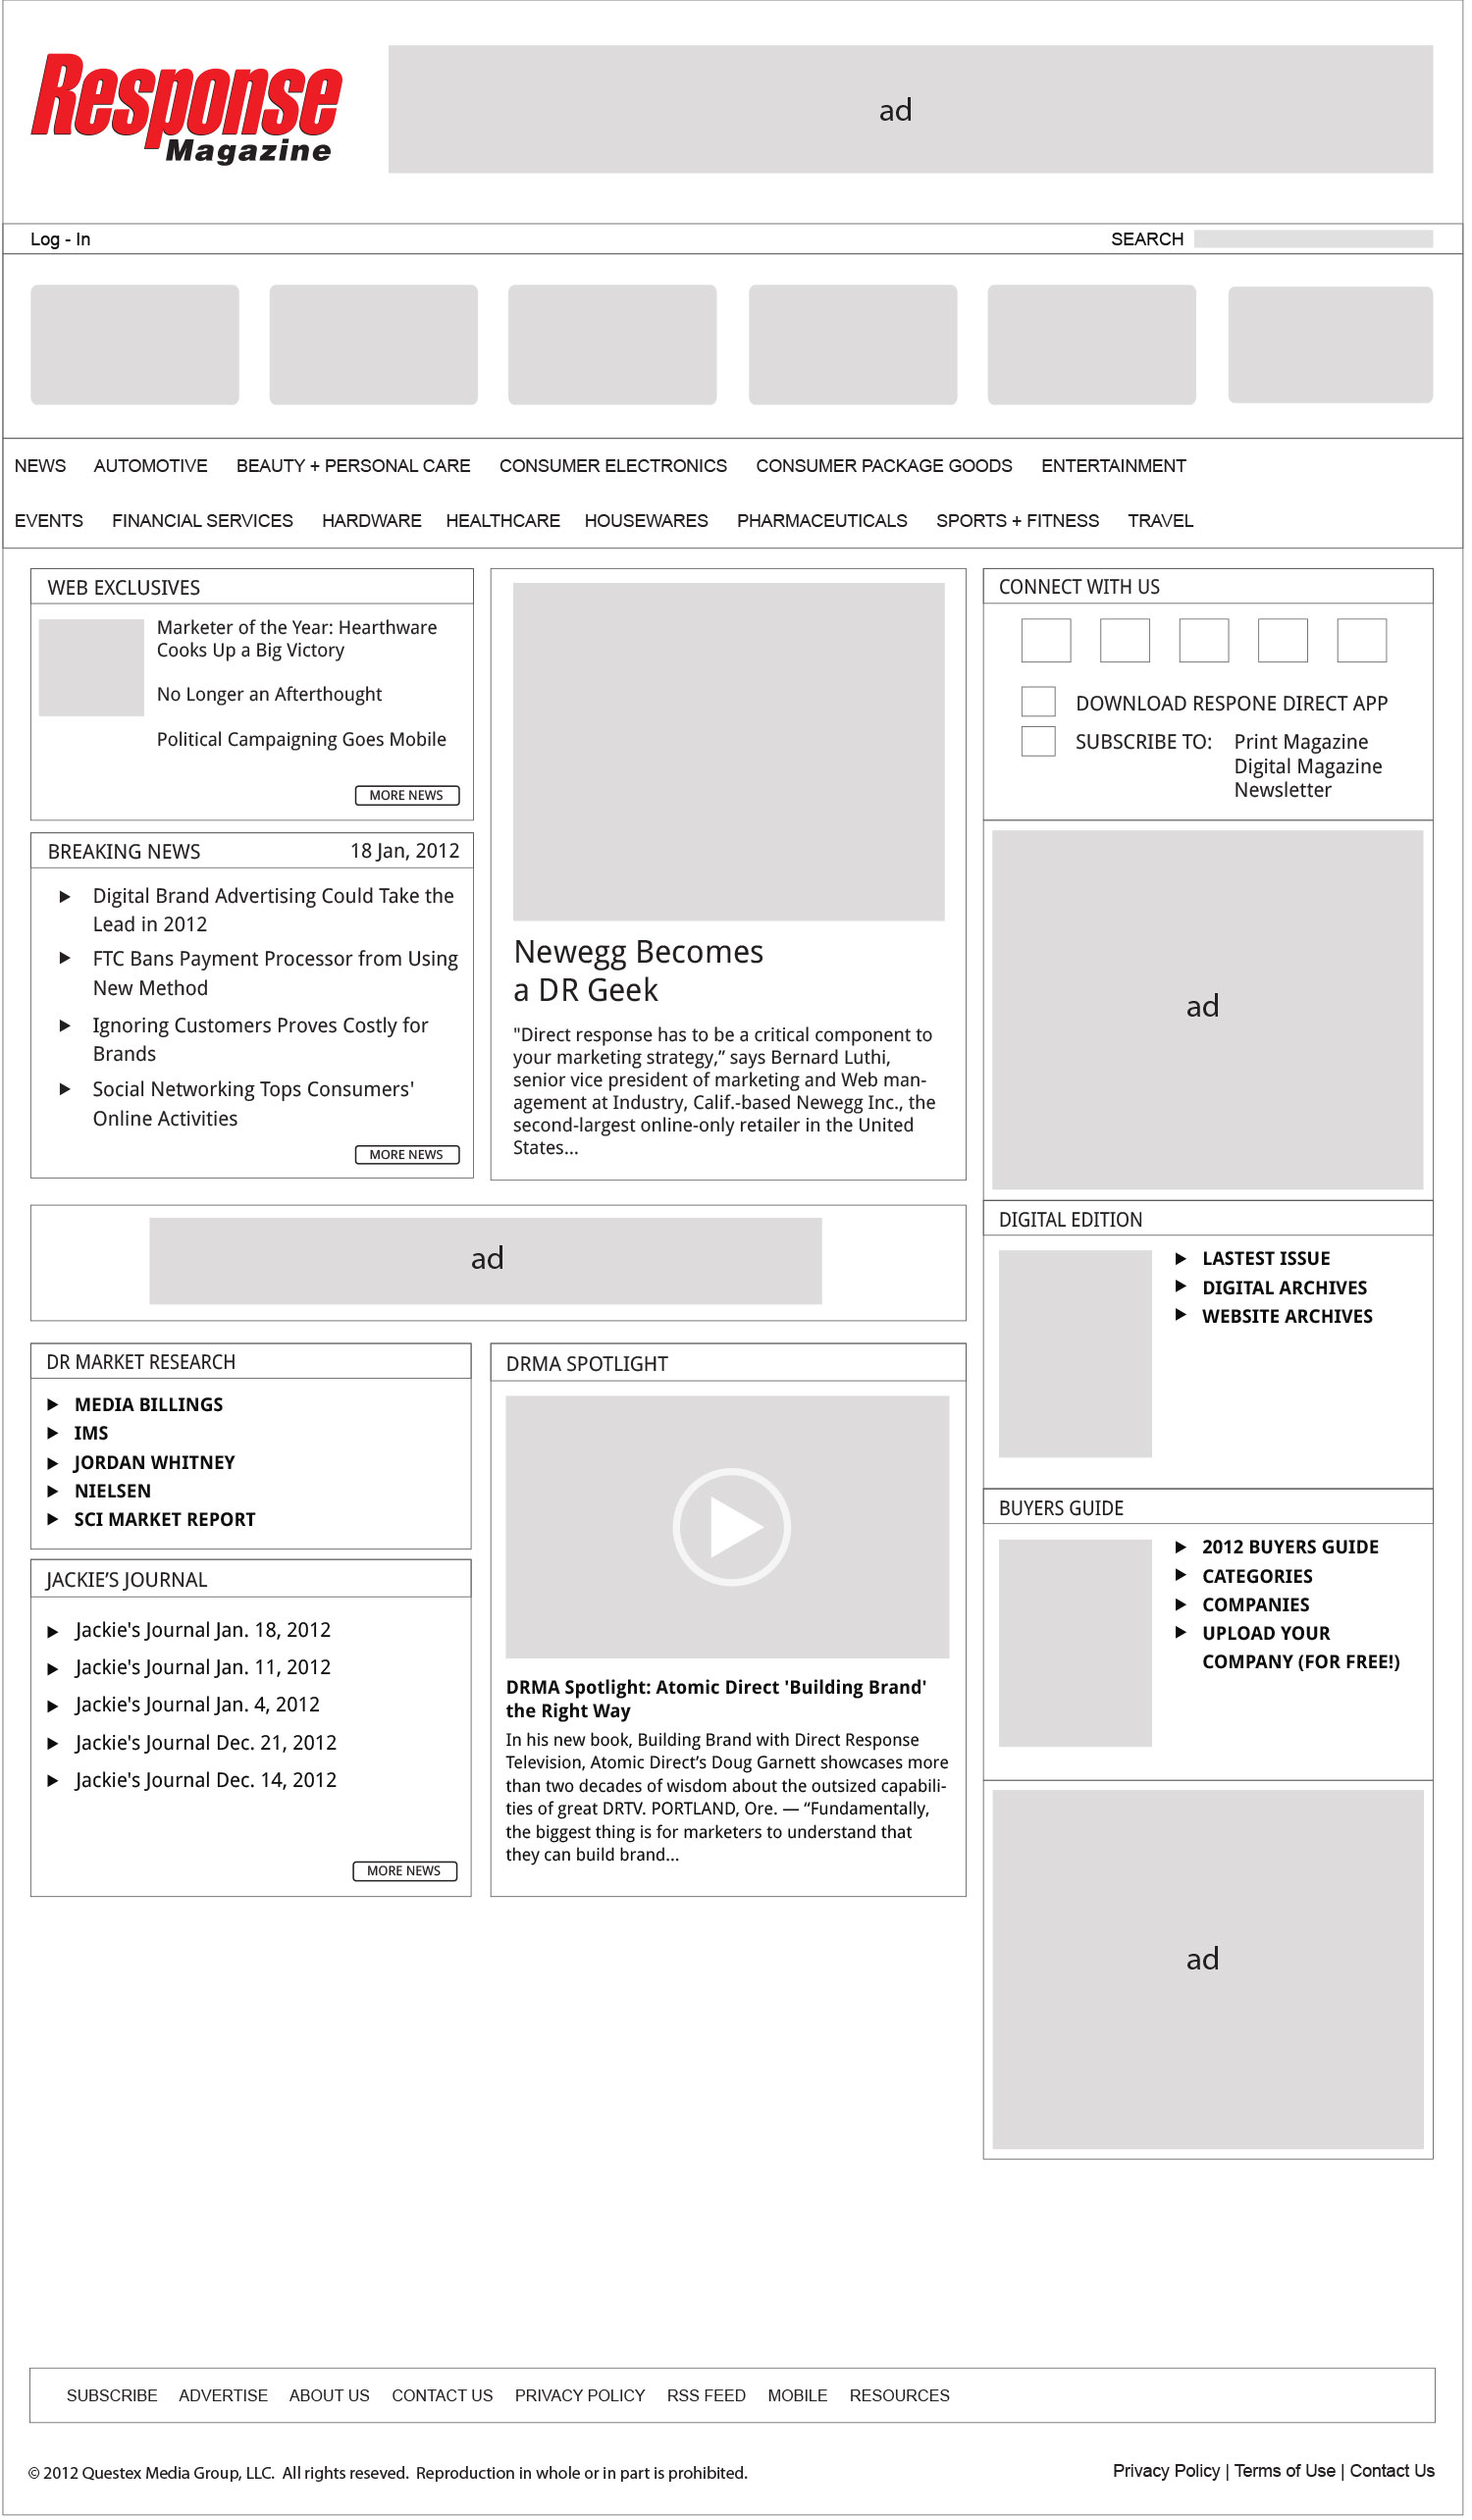 Response
Magazine
ad
Log - In
SEARCH
NEWS AUTOMOTIVE BEAUTY + PERSONAL CARE CONSUMER ELECTRONICS CONSUMER PACKAGE GOODS ENTERTAINMENT
EVENTS FINANCIAL SERVICES HARDWARE HEALTHCARE HOUSEWARES PHARMACEUTICALS SPORTS + FITNESS TRAVEL
WEB EXCLUSIVES
Marketer of the Year: Hearthware
Cooks Up a Big Victory
No Longer an Afterthought
Political Campaigning Goes Mobile
MORE NEWS
BREAKING NEWS 18 Jan, 2012
Digital Brand Advertising Could Take the
Lead in 2012
FTC Bans Payment Processor from Using
New Method
Ignoring Customers Proves Costly for
Brands
Social Networking Tops Consumers'
Online Activities
MORE NEWS
Newegg Becomes
a DR Geek
"Direct response has to be a critical component to
your marketing strategy,” says Bernard Luthi,
senior vice president of marketing and Web man-
agement at Industry, Calif.-based Newegg Inc., the
second-largest online-only retailer in the United
States...
ad
DR MARKET RESEARCH
MEDIA BILLINGS
IMS
JORDAN WHITNEY
NIELSEN
SCI MARKET REPORT
JACKIE’S JOURNAL
Jackie's Journal Jan. 18, 2012
Jackie's Journal Jan. 11, 2012
Jackie's Journal Jan. 4, 2012
Jackie's Journal Dec. 21, 2012
Jackie's Journal Dec. 14, 2012
MORE NEWS
DRMA SPOTLIGHT
DRMA Spotlight: Atomic Direct 'Building Brand'
the Right Way
In his new book, Building Brand with Direct Response
Television, Atomic Direct’s Doug Garnett showcases more
than two decades of wisdom about the outsized capabili-
ties of great DRTV. PORTLAND, Ore. — “Fundamentally,
the biggest thing is for marketers to understand that
they can build brand...
CONNECT WITH US
DOWNLOAD RESPONE DIRECT APP
SUBSCRIBE TO: Print Magazine
Digital Magazine
Newsletter
ad
DIGITAL EDITION
LASTEST ISSUE
DIGITAL ARCHIVES
WEBSITE ARCHIVES
BUYERS GUIDE
2012 BUYERS GUIDE
CATEGORIES
COMPANIES
UPLOAD YOUR
COMPANY (FOR FREE!)
ad
SUBSCRIBE ADVERTISE ABOUT US CONTACT US PRIVACY POLICY RSS FEED MOBILE RESOURCES
© 2012 Questex Media Group, LLC. All rights reseved. Reproduction in whole or in part is prohibited.
Privacy Policy | Terms of Use | Contact Us